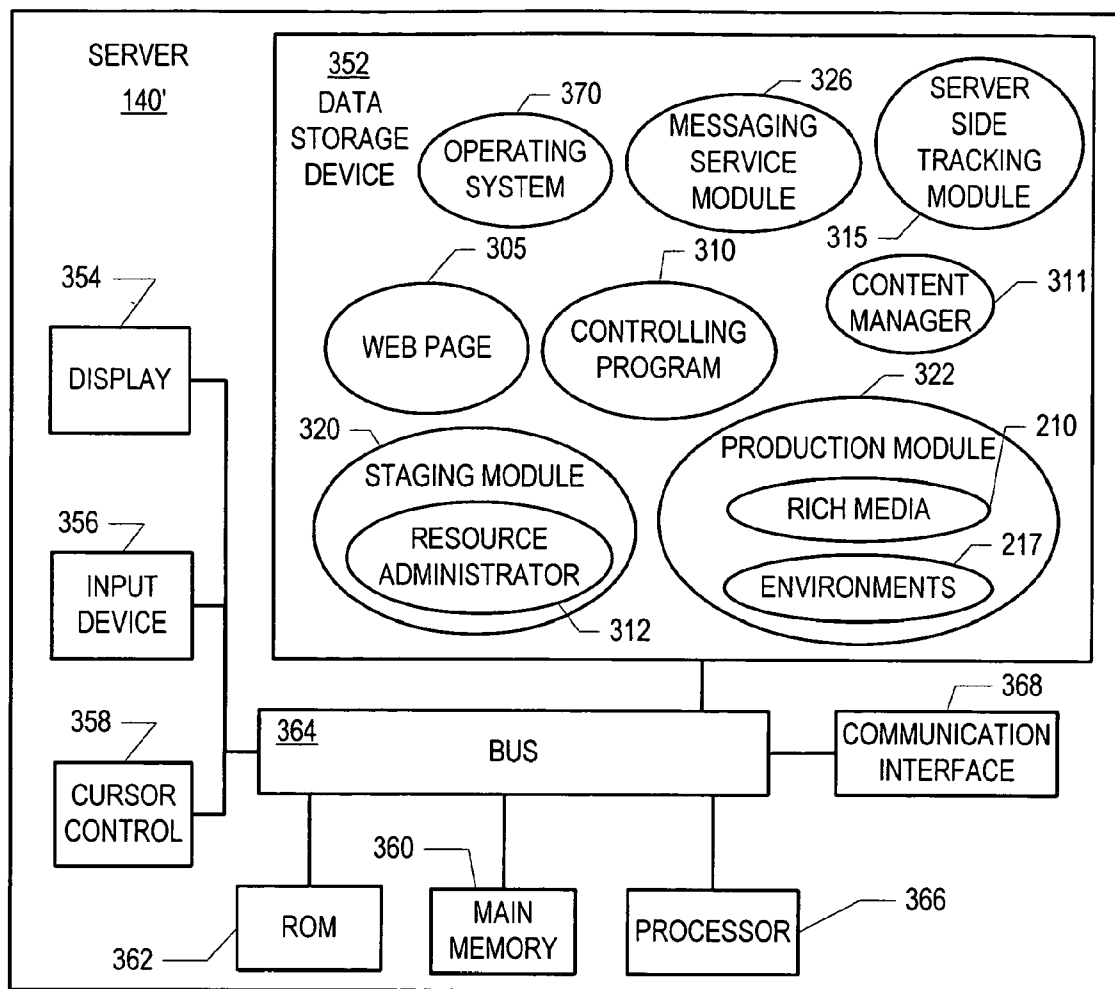 SERVER
140'
352
DATA
STORAGE
DEVICE
370
OPERATING
SYSTEM
326
MESSAGING
SERVICE
MODULE
SERVER
SIDE
TRACKING
MODULE
315
305
WEB PAGE
310
CONTROLLING
PROGRAM
CONTENT
MANAGER
311
320
STAGING MODULE
RESOURCE
ADMINISTRATOR
312
322
PRODUCTION MODULE
210
RICH MEDIA
217
ENVIRONMENTS
354
DISPLAY
356
INPUT
DEVICE
358
CURSOR
CONTROL
364
BUS
368
COMMUNICATION
INTERFACE
362
ROM
360
MAIN
MEMORY
PROCESSOR
366